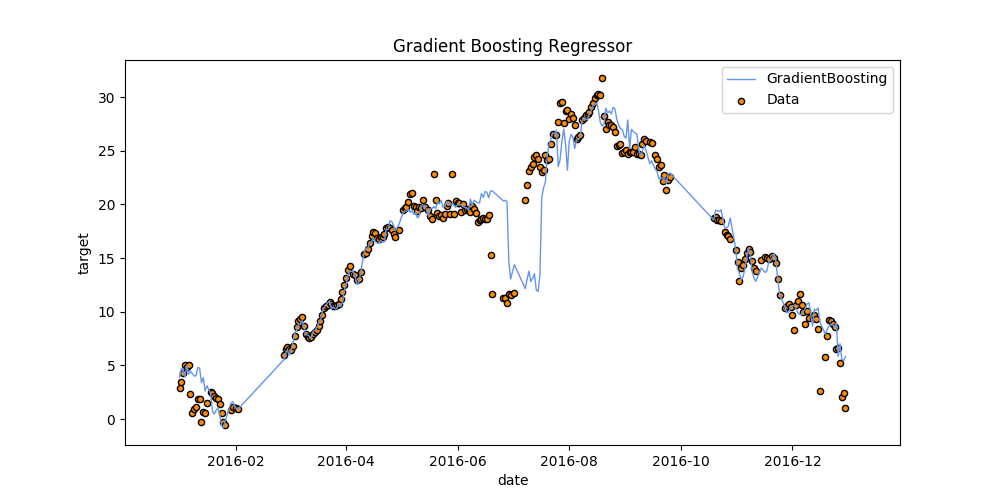 Gradient Boosting Regressor
GradientBoosting
Data
target
30
25
20
15
10
5
0
2016-02
2016-04
2016-06
2016-08
2016-10
2016-12
date